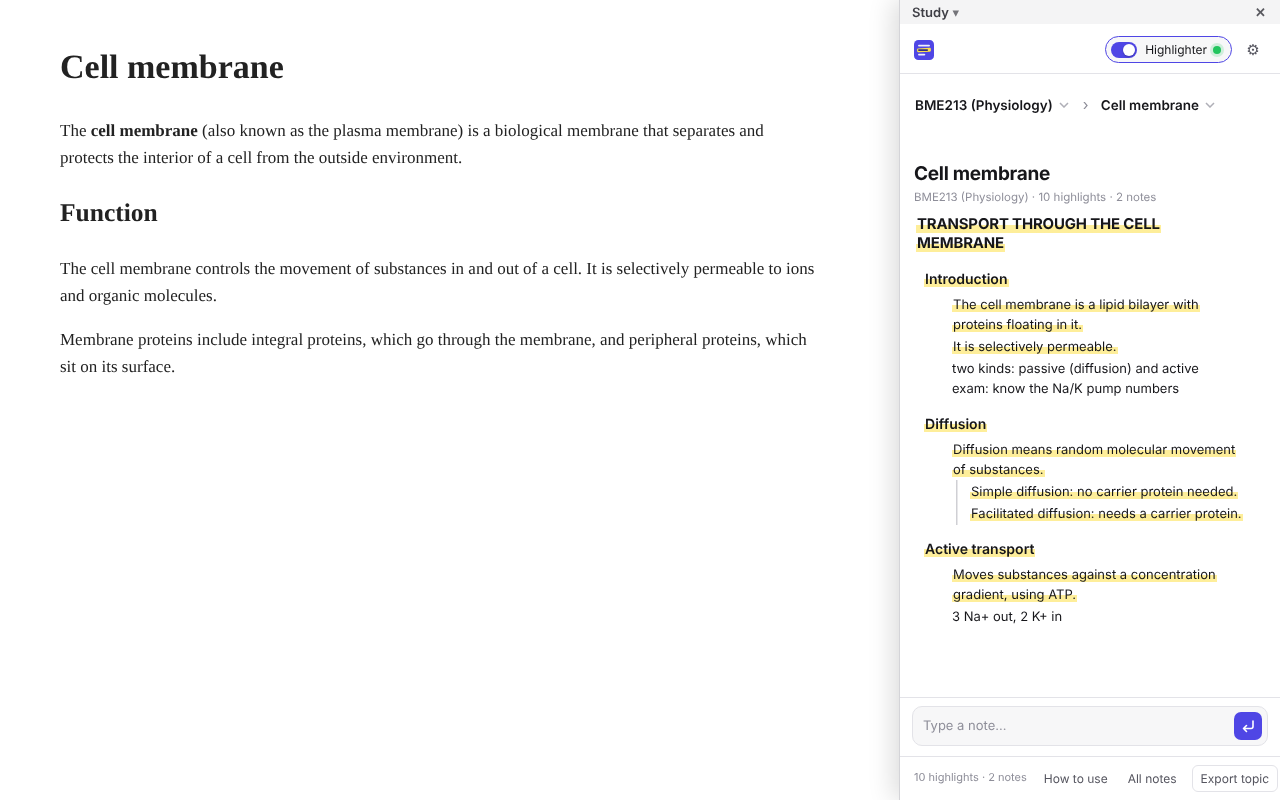 Cell membrane
The cell membrane (also known as the plasma membrane) is a biological membrane that separates and
protects the interior of a cell from the outside environment.
Function
The cell membrane controls the movement of substances in and out of a cell. It is selectively permeable to ions
and organic molecules.
Membrane proteins include integral proteins, which go through the membrane, and peripheral proteins, which
sit on its surface.
Study ▾ ✕
Highlighter ⚙
BME213 (Physiology) › Cell membrane
Cell membrane
BME213 (Physiology) · 10 highlights · 2 notes
TRANSPORT THROUGH THE CELL
MEMBRANE
Introduction
The cell membrane is a lipid bilayer with
proteins floating in it.
It is selectively permeable.
two kinds: passive (diffusion) and active
exam: know the Na/K pump numbers
Diffusion
Diffusion means random molecular movement
of substances.
Simple diffusion: no carrier protein needed.
Facilitated diffusion: needs a carrier protein.
Active transport
Moves substances against a concentration
gradient, using ATP.
3 Na+ out, 2 K+ in
Type a note...
10 highlights · 2 notes How to use All notes Export topic